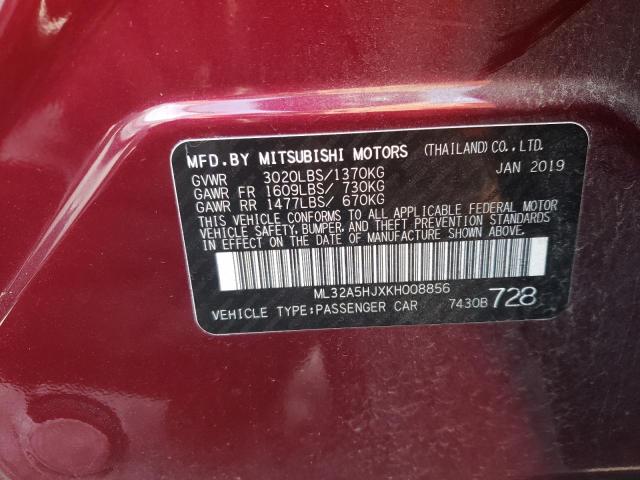 MFD.BY MITSUBISHI MOTORS (THAILAND)CO.,LTD.
GVWR 3020LBS/1370KG JAN 2019
GAWR FR 1609LBS/ 730KG
GAWR RR 1477LBS/ 670KG
THIS VEHICLE CONFORMS TO ALL APPLICABLE FEDERAL MOTOR
VEHICLE SAFETY, BUMPER, AND THEFT PREVENTION STANDARDS
IN EFFECT ON THE DATE OF MANUFACTURE SHOWN ABOVE.
ML32A5HJXKH008856
VEHICLE TYPE:PASSENGER CAR 7430B 728